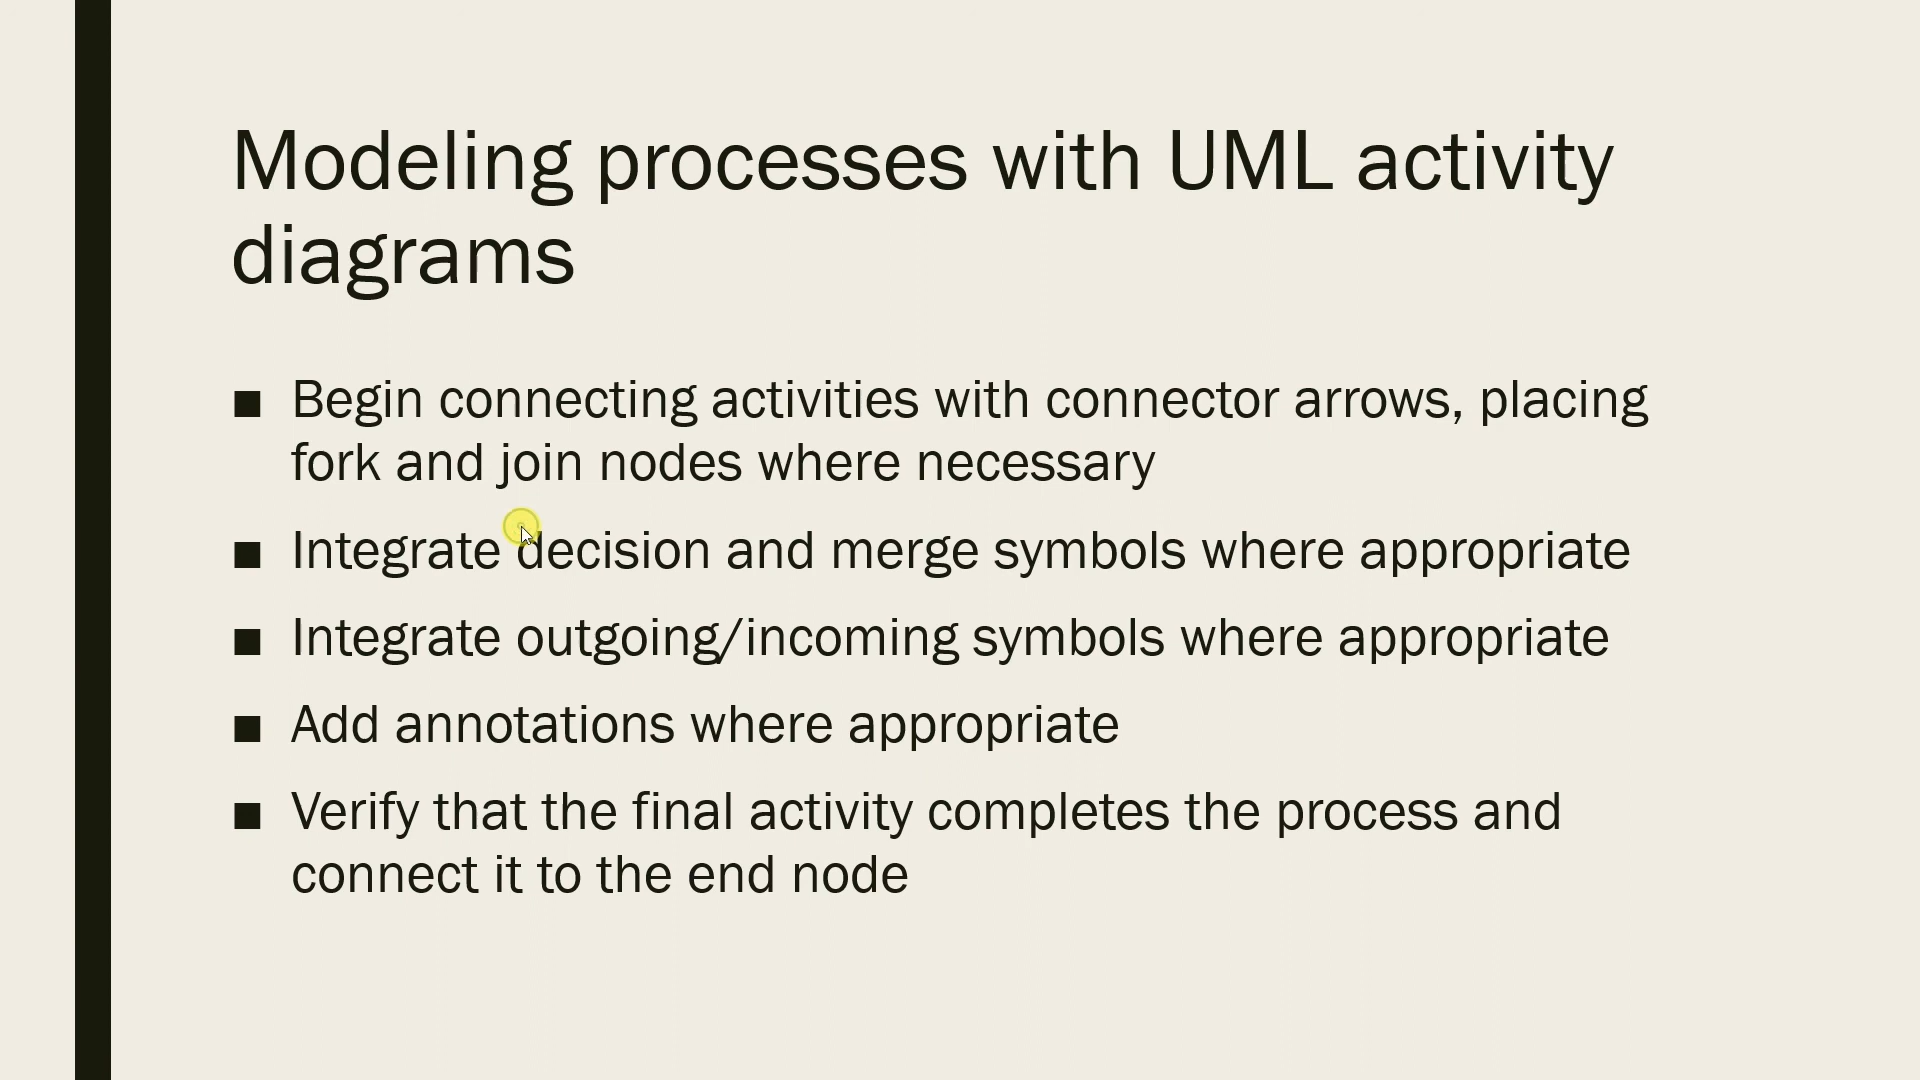 Modeling processes with UML activity
diagrams
■ Begin connecting activities with connector arrows, placing
fork and join nodes where necessary
■ Integrate decision and merge symbols where appropriate
■ Integrate outgoing/incoming symbols where appropriate
■ Add annotations where appropriate
■ Verify that the final activity completes the process and
connect it to the end node